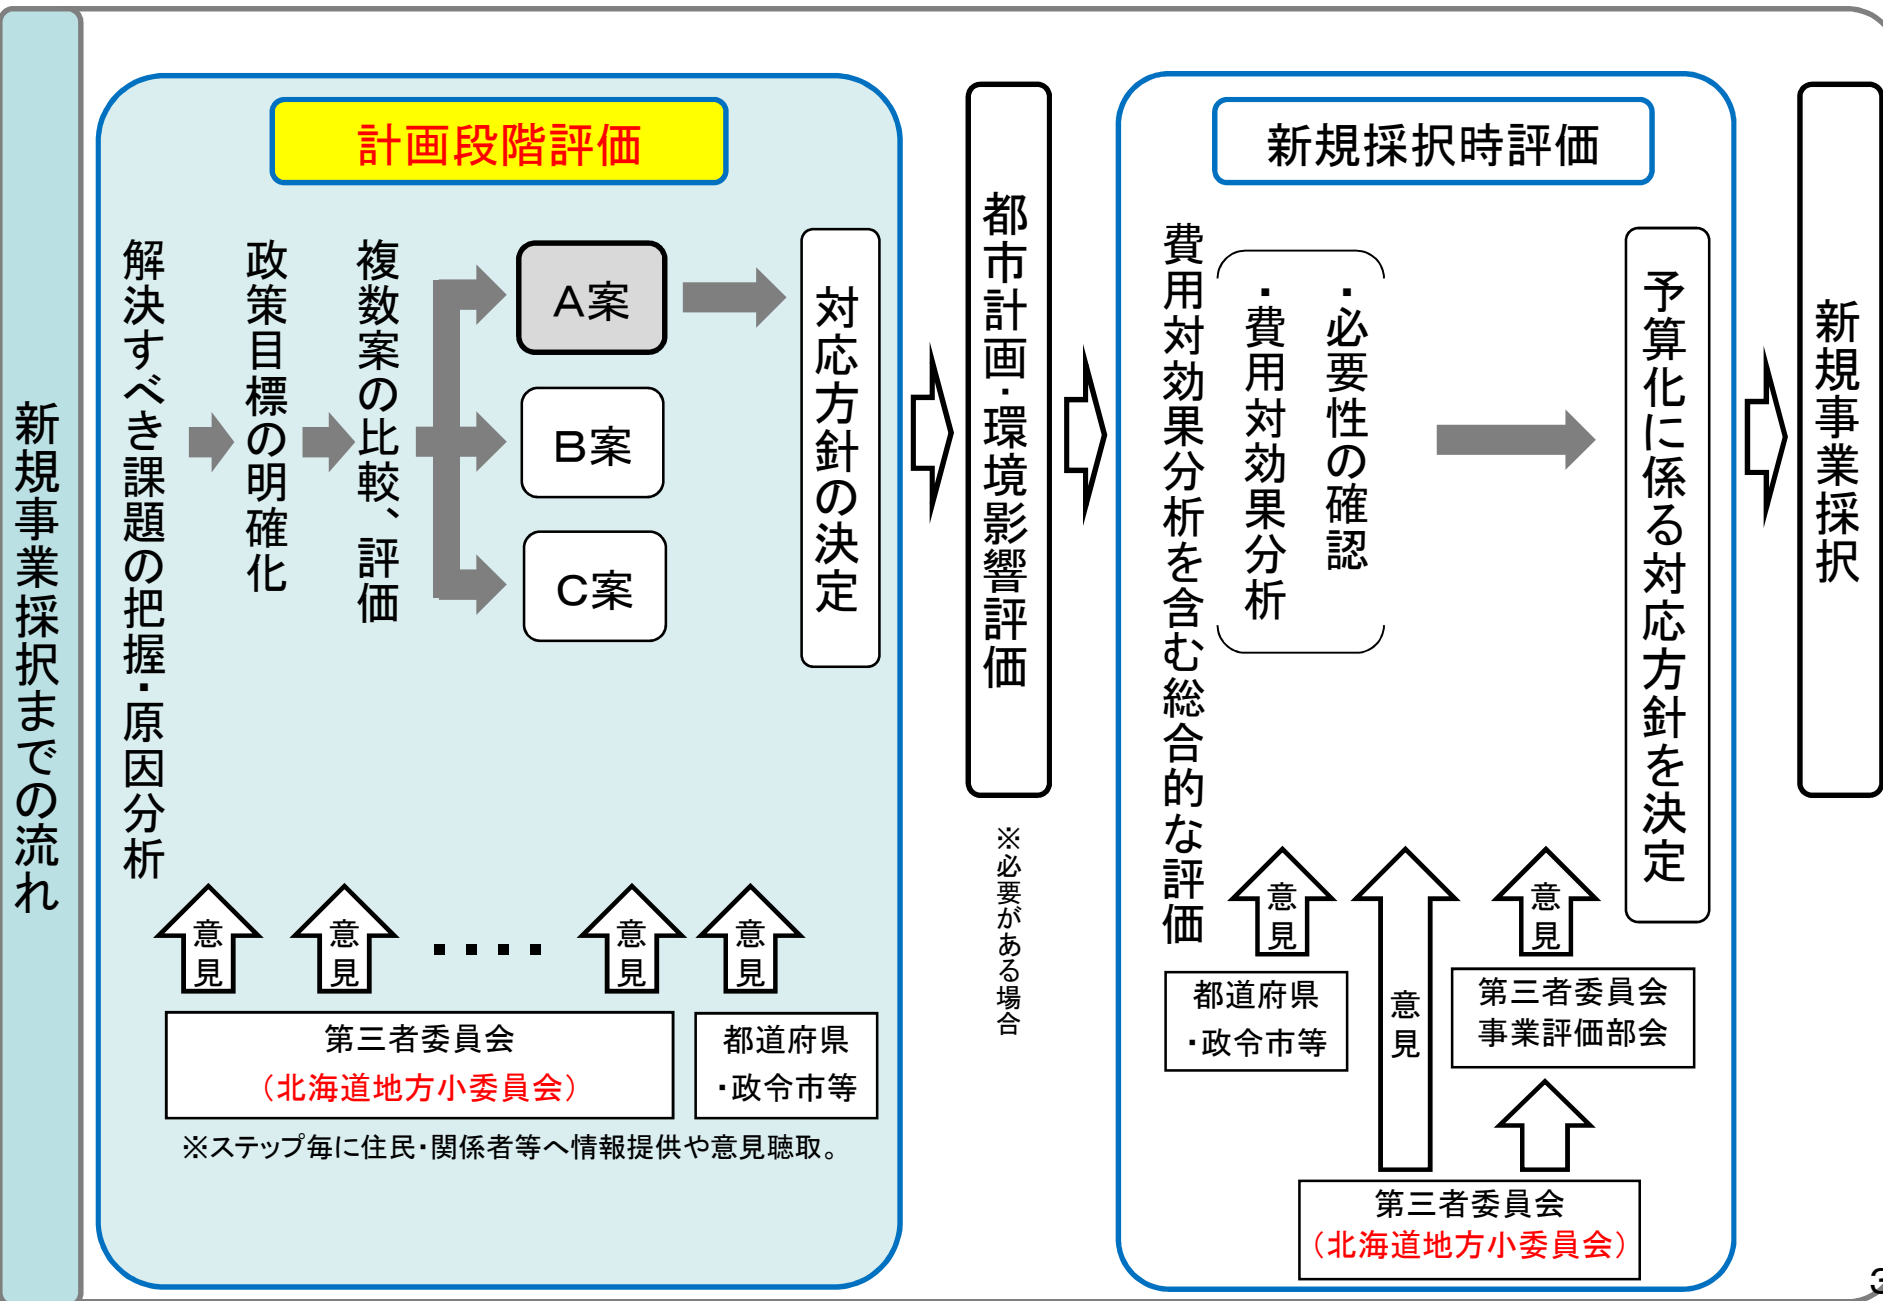 新規事業採択までの流れ
計画段階評価
解決すべき課題の把握・原因分析
政策目標の明確化
複数案の比較、評価
A案
B案
C案
対応方針の決定
意見
意見
・・・・
意見
意見
第三者委員会
（北海道地方小委員会）
都道府県
・政令市等
※ステップ毎に住民・関係者等へ情報提供や意見聴取。
都市計画・環境影響評価
※必要がある場合
新規採択時評価
費用対効果分析を含む総合的な評価
・費用対効果分析
・必要性の確認
予算化に係る対応方針を決定
意見
意見
意見
都道府県
・政令市等
第三者委員会
事業評価部会
第三者委員会
（北海道地方小委員会）
新規事業採択
3